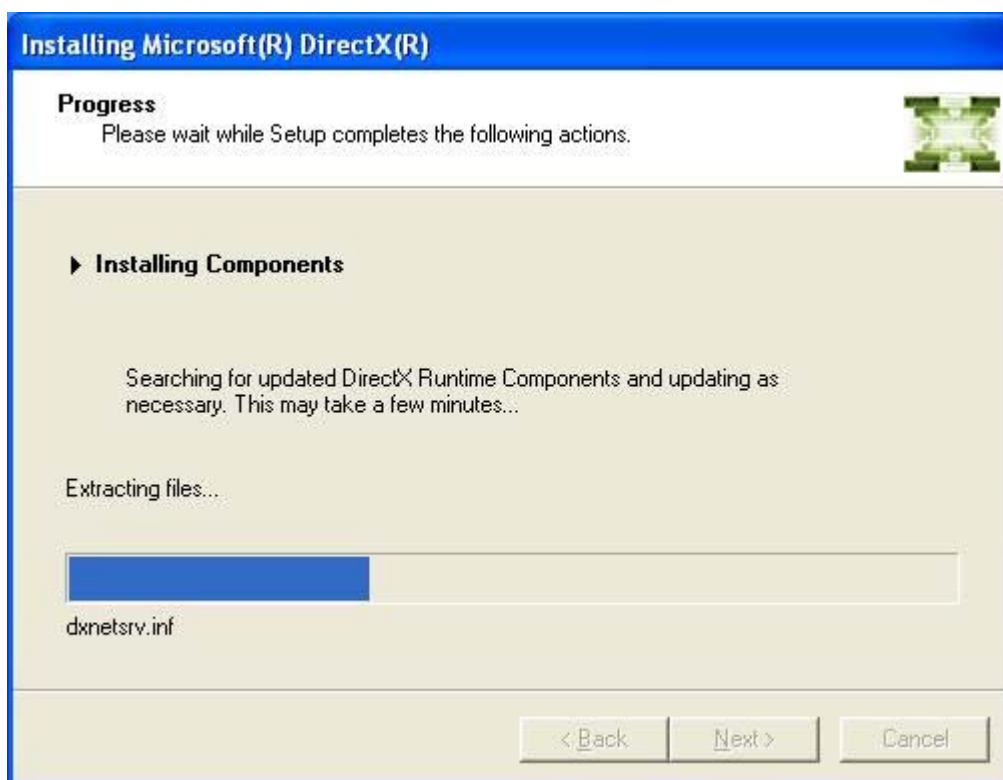 Installing Microsoft(R) DirectX(R)
Progress
Please wait while Setup completes the following actions.
Installing Components
Searching for updated DirectX Runtime Components and updating as
necessary. This may take a few minutes...
Extracting files...
dxnetsrv.inf
< Back
Next >
Cancel